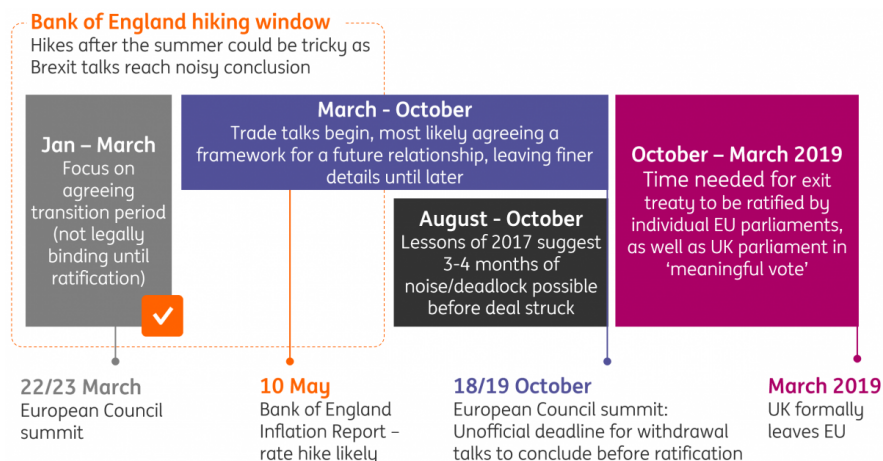 Bank of England hiking window
Hikes after the summer could be tricky as
Brexit talks reach noisy conclusion
Jan – March
Focus on
agreeing
transition period
(not legally
binding until
ratification)
March - October
Trade talks begin, most likely agreeing a
framework for a future relationship, leaving finer
details until later
August - October
Lessons of 2017 suggest
3-4 months of
noise/deadlock possible
before deal struck
October – March 2019
Time needed for exit
treaty to be ratified by
individual EU parliaments,
as well as UK parliament in
‘meaningful vote’
22/23 March
European Council
summit
10 May
Bank of England
Inflation Report –
rate hike likely
18/19 October
European Council summit:
Unofficial deadline for withdrawal
talks to conclude before ratification
March 2019
UK formally
leaves EU